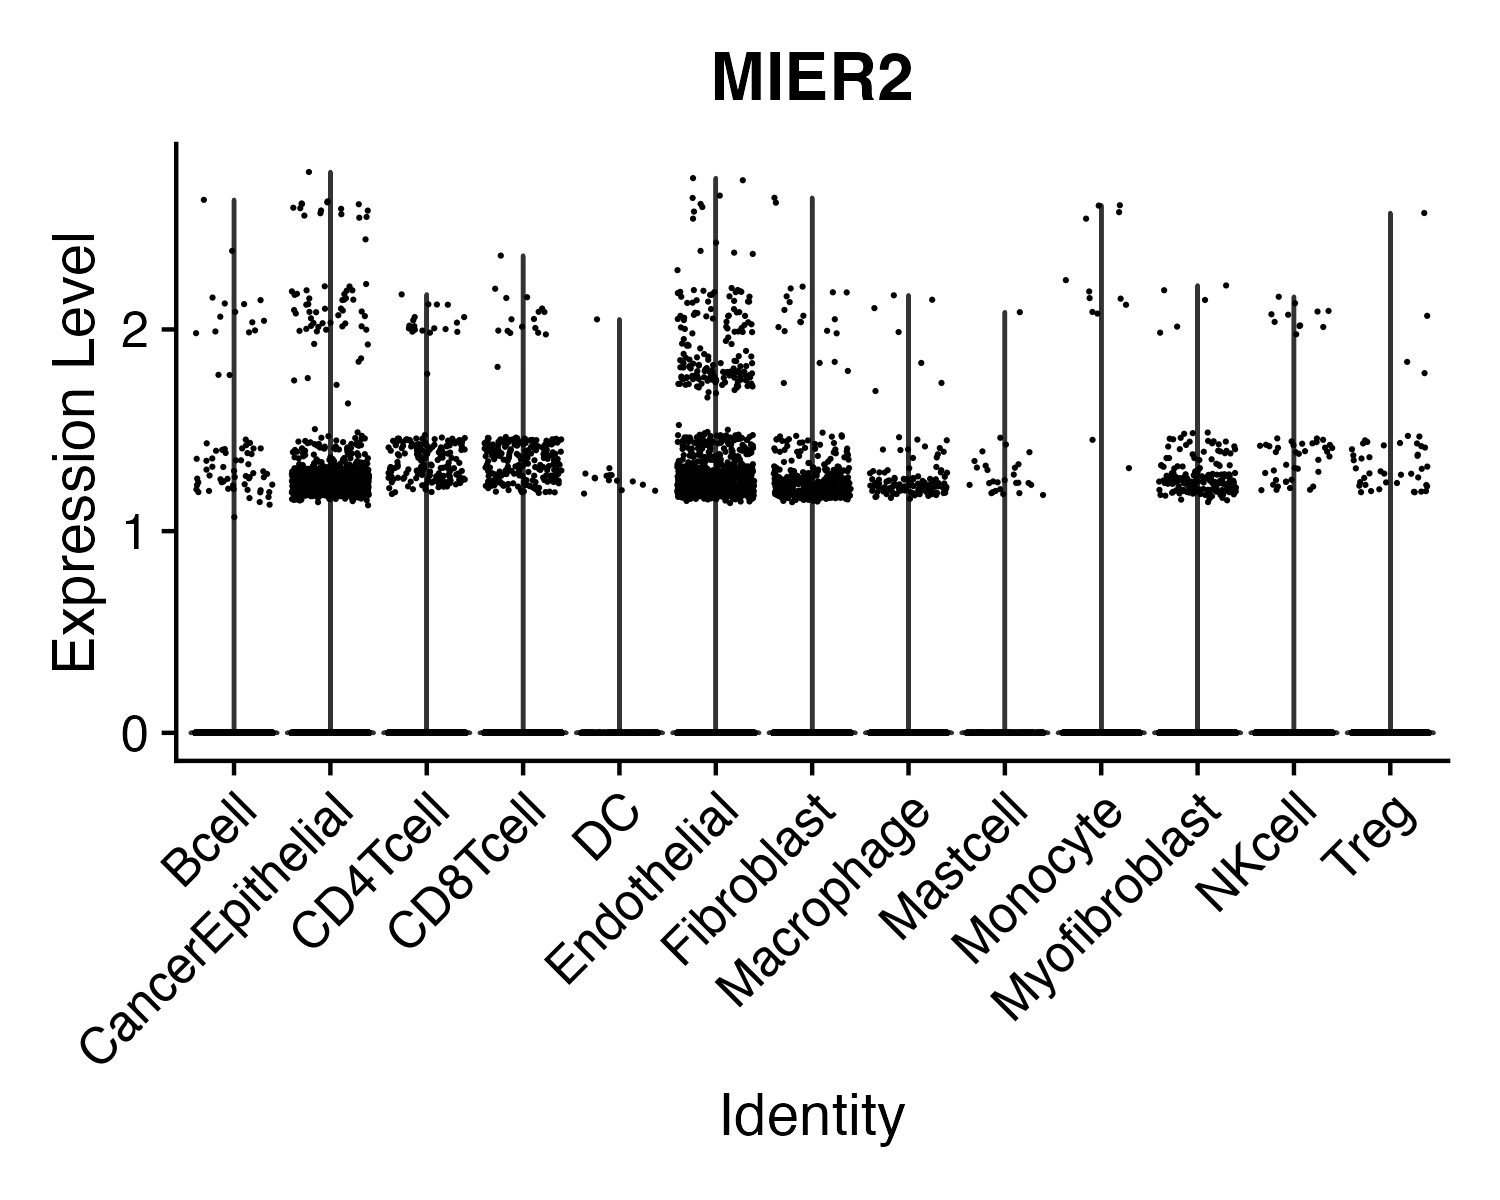 MIER2
Expression Level
2
1
0
Bcell
CancerEpithelial
CD4Tcell
CD8Tcell
DC
Endothelial
Fibroblast
Macrophage
Mastcell
Monocyte
Myofibroblast
NKcell
Treg
Identity